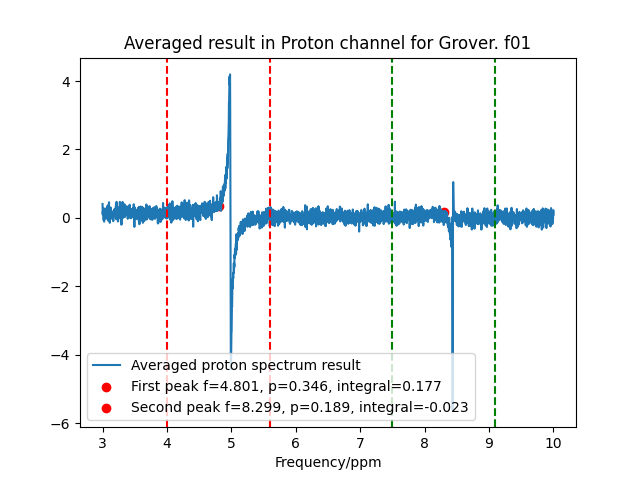 Averaged result in Proton channel for Grover. f01
4
2
0
−2
−4
−6
Averaged proton spectrum result
First peak f=4.801, p=0.346, integral=0.177
Second peak f=8.299, p=0.189, integral=-0.023
3 4 5 6 7 8 9 10
Frequency/ppm